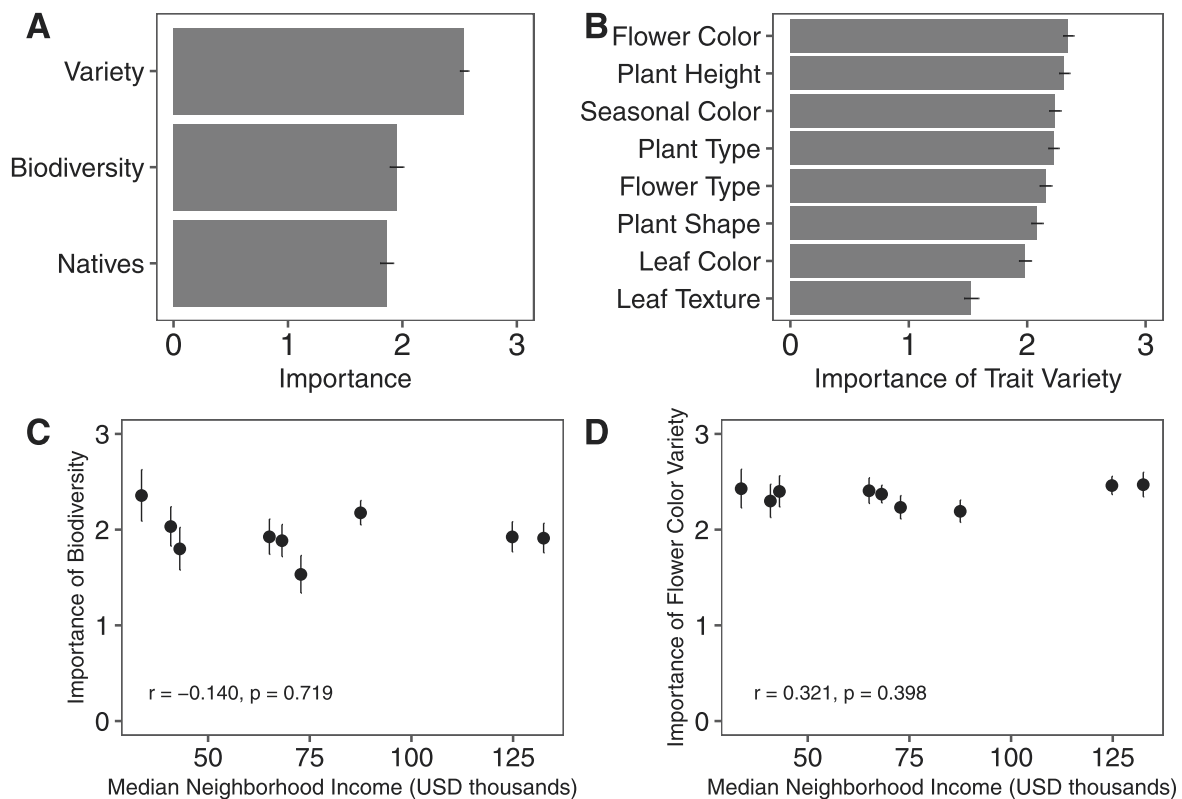 A
Variety
Biodiversity
Natives
0 1 2 3
Importance
B
Flower Color
Plant Height
Seasonal Color
Plant Type
Flower Type
Plant Shape
Leaf Color
Leaf Texture
0 1 2 3
Importance of Trait Variety
C
Importance of Biodiversity
3
2
1
0
r = −0.140, p = 0.719
50 75 100 125
Median Neighborhood Income (USD thousands)
D
Importance of Flower Color Variety
3
2
1
0
r = 0.321, p = 0.398
50 75 100 125
Median Neighborhood Income (USD thousands)